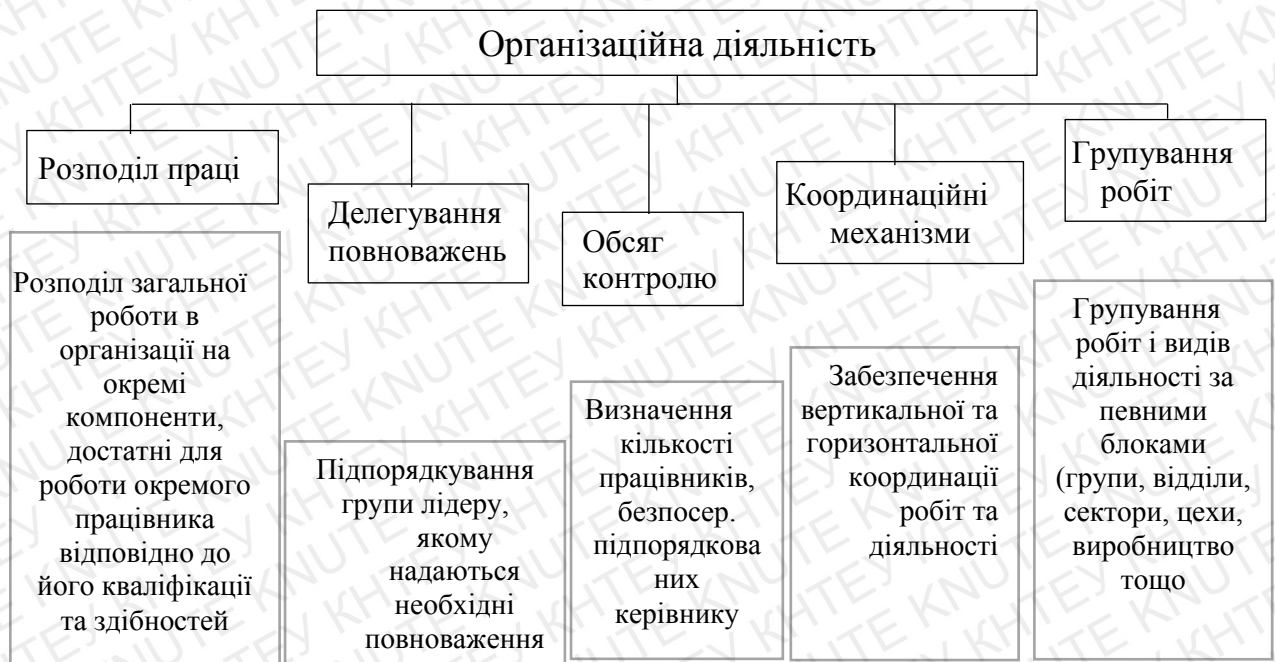 Організаційна діяльність
Розподіл праці
Делегування
повноважень
Обсяг
контролю
Координаційні
механізми
Групування
робіт
Розподіл загальної
роботи в
організації на
окремі
компоненти,
достатні для
роботи окремого
працівника
відповідно до
його кваліфікації
та здібностей
Підпорядкування
групи лідеру,
якому
надаються
необхідні
повноваження
Визначення
кількості
працівників,
безпосер.
підпорядкова
них
керівнику
Забезпечення
вертикальної та
горизонтальної
координації
робіт та
діяльності
Групування
робіт і видів
діяльності за
певними
блоками
(групи, відділи,
сектори, цехи,
виробництво
тощо